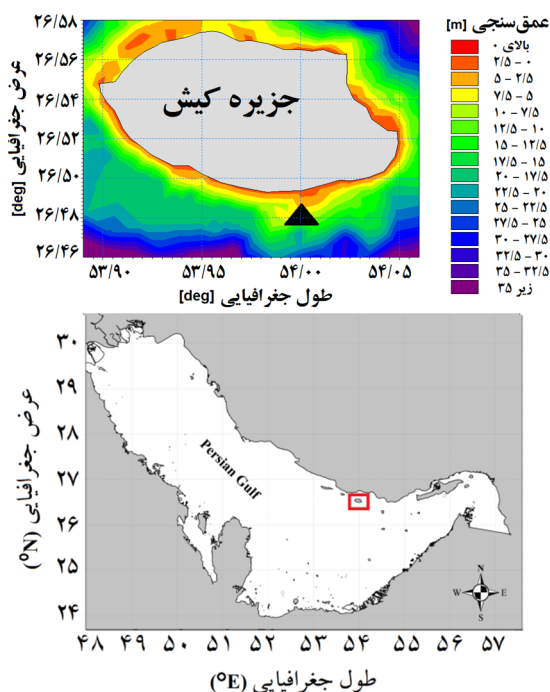 عمق‌سنجی [m]
بالای ۰
۲/۵ - ۰
۵ - ۲/۵
۷/۵ - ۵
۱۰ - ۷/۵
۱۲/۵ - ۱۰
۱۵ - ۱۲/۵
۱۷/۵ - ۱۵
۲۰ - ۱۷/۵
۲۲/۵ - ۲۰
۲۵ - ۲۲/۵
۲۷/۵ - ۲۵
۳۰ - ۲۷/۵
۳۲/۵ - ۳۰
۳۵ - ۳۲/۵
زیر ۳۵
عرض جغرافیایی [deg]
۲۶/۵۸
۲۶/۵۶
۲۶/۵۴
۲۶/۵۲
۲۶/۵۰
۲۶/۴۸
۲۶/۴۶
جزیره کیش
۵۳/۹۰ ۵۳/۹۵ ۵۴/۰۰ ۵۴/۰۵
طول جغرافیایی [deg]
عرض جغرافیایی (⁰N)
۳۰
۲۹
۲۸
۲۷
۲۶
۲۵
۲۴
Persian Gulf
N
W E
S
۴۸ ۴۹ ۵۰ ۵۱ ۵۲ ۵۳ ۵۴ ۵۵ ۵۶ ۵۷
طول جغرافیایی (⁰E)